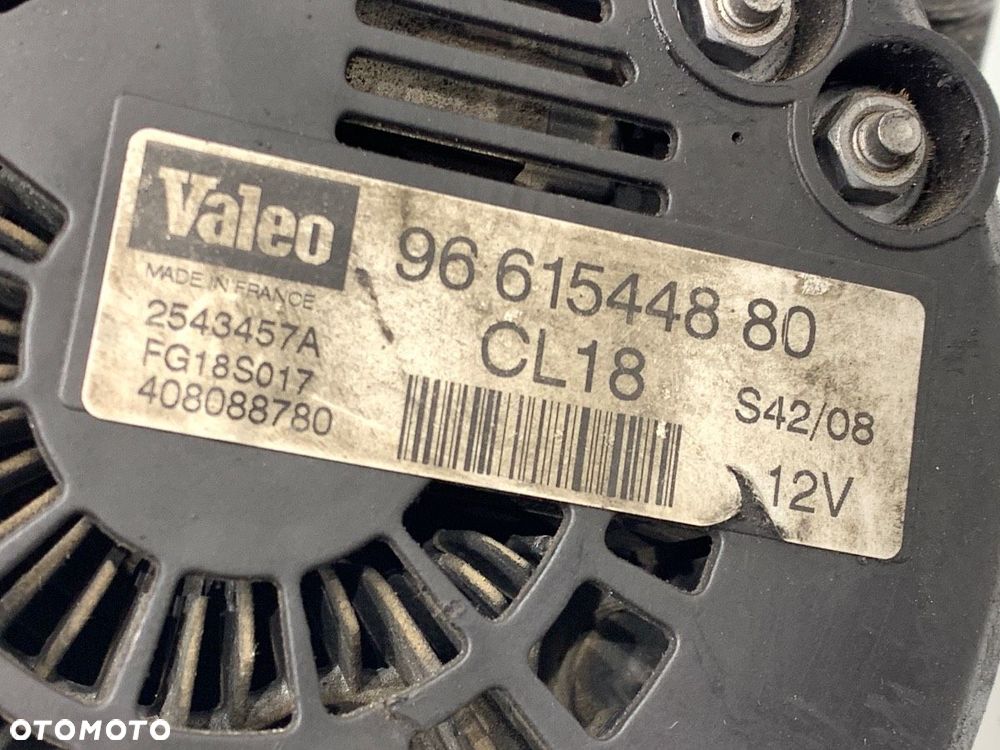 Valeo
MADE IN FRANCE
2543457A
FG18S017
408088780
96 615448 80
CL18
S42/08
12V
OTOMOTO